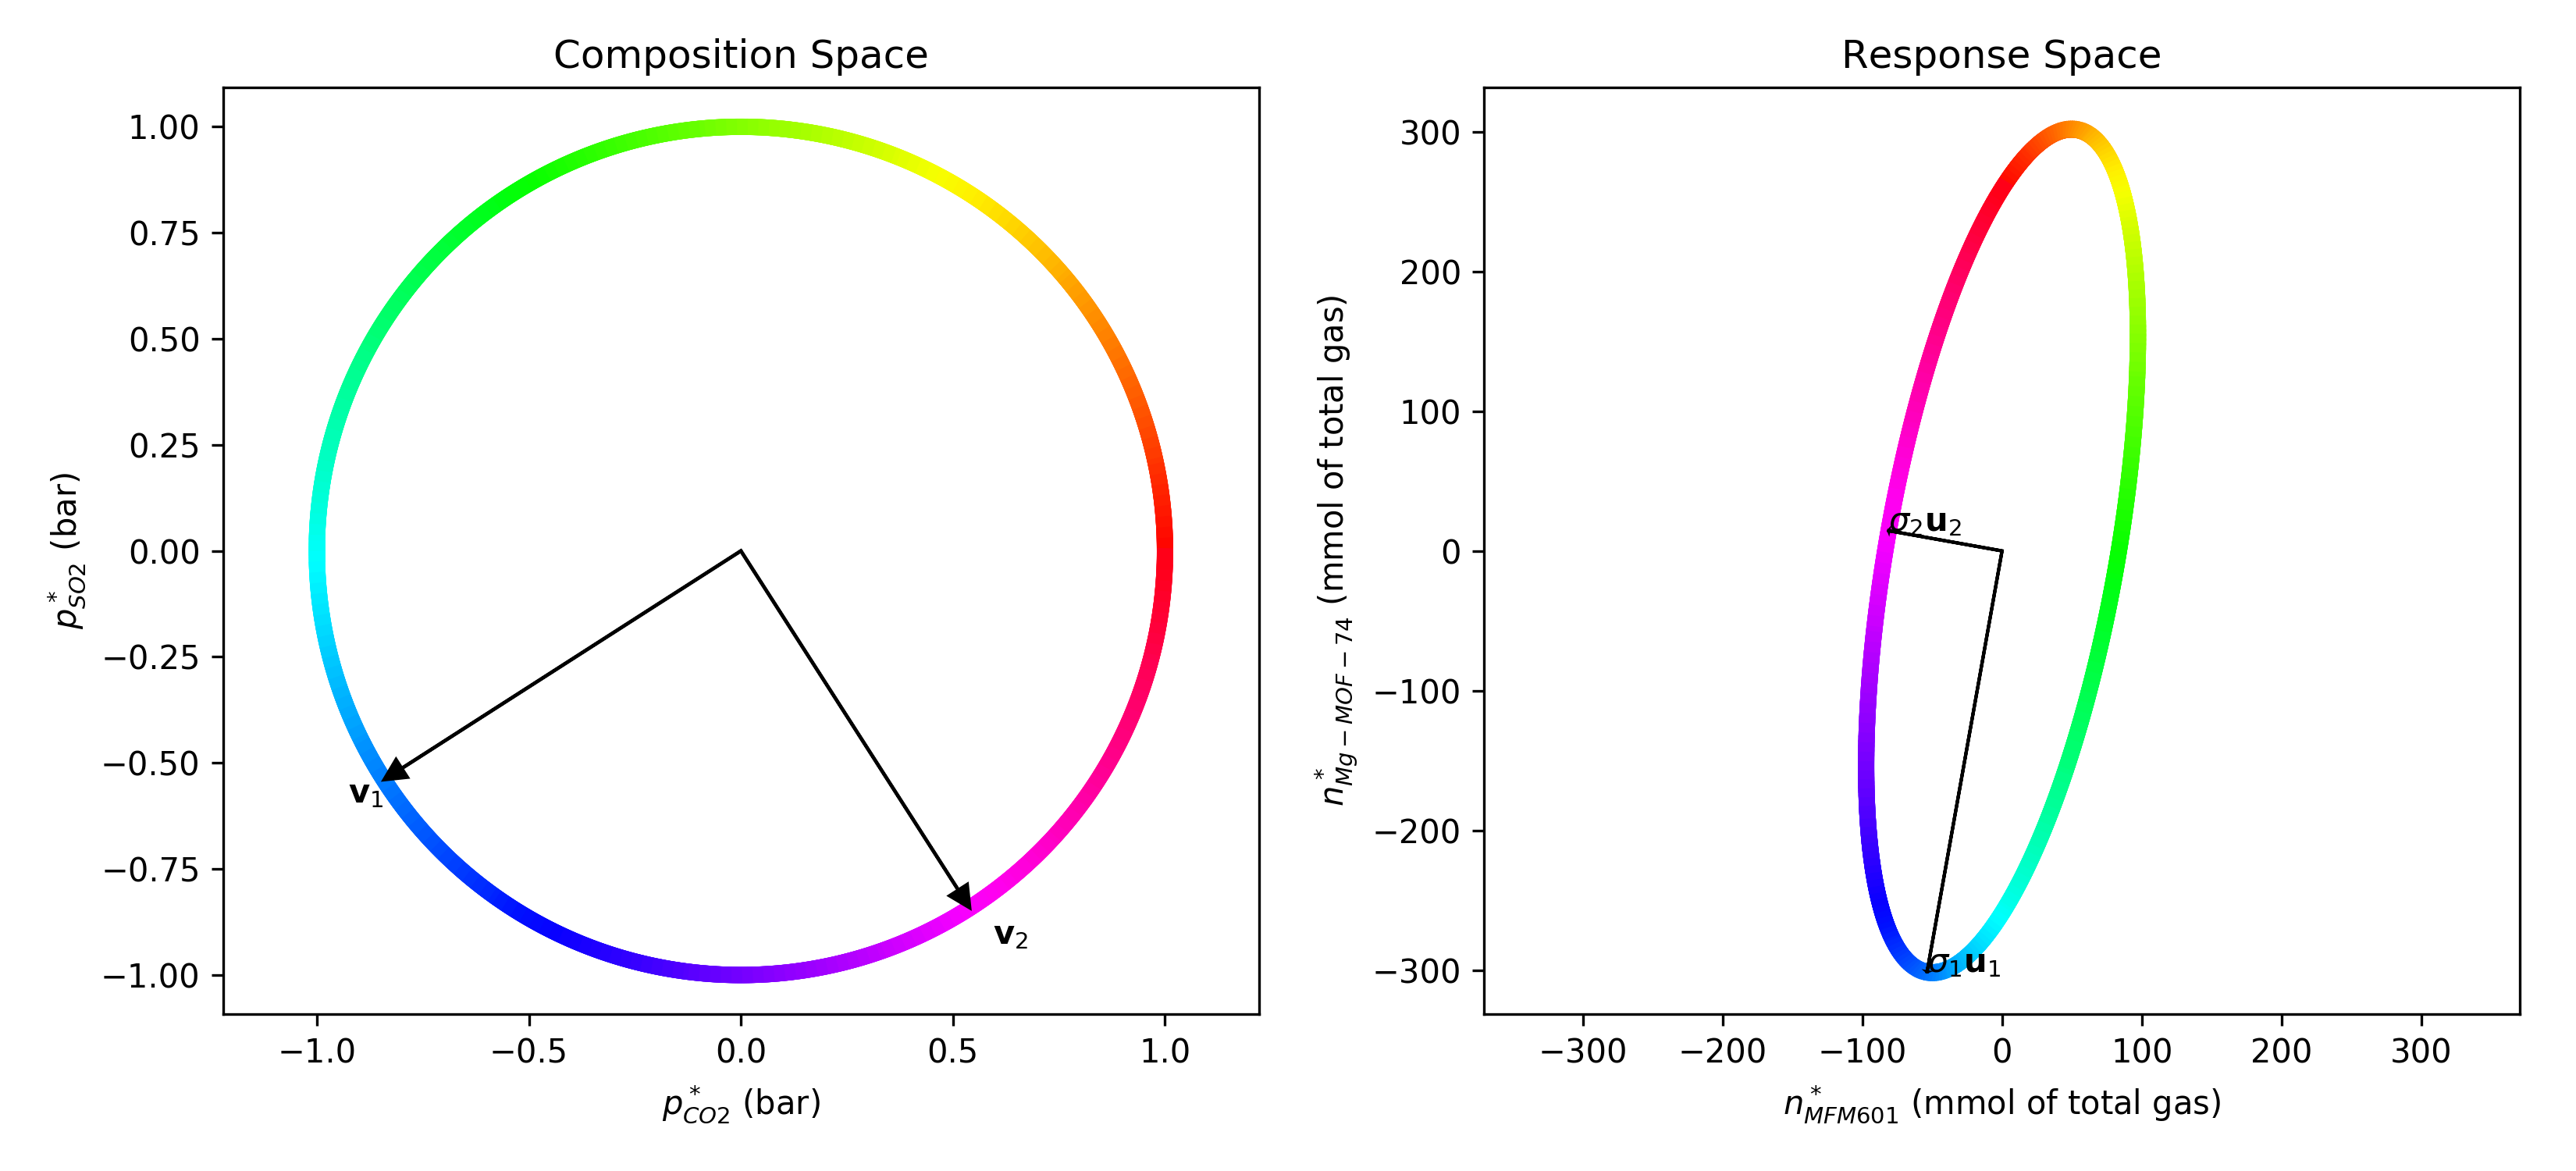 Composition Space
1.00
0.75
0.50
0.25
0.00
−0.25
−0.50
−0.75
−1.00
p*SO2 (bar)
v1
v2
−1.0
−0.5
0.0
0.5
1.0
p*CO2 (bar)
Response Space
300
200
100
0
−100
−200
−300
n*Mg−MOF−74 (mmol of total gas)
σ2u2
σ1u1
−300
−200
−100
0
100
200
300
n*MFM601 (mmol of total gas)